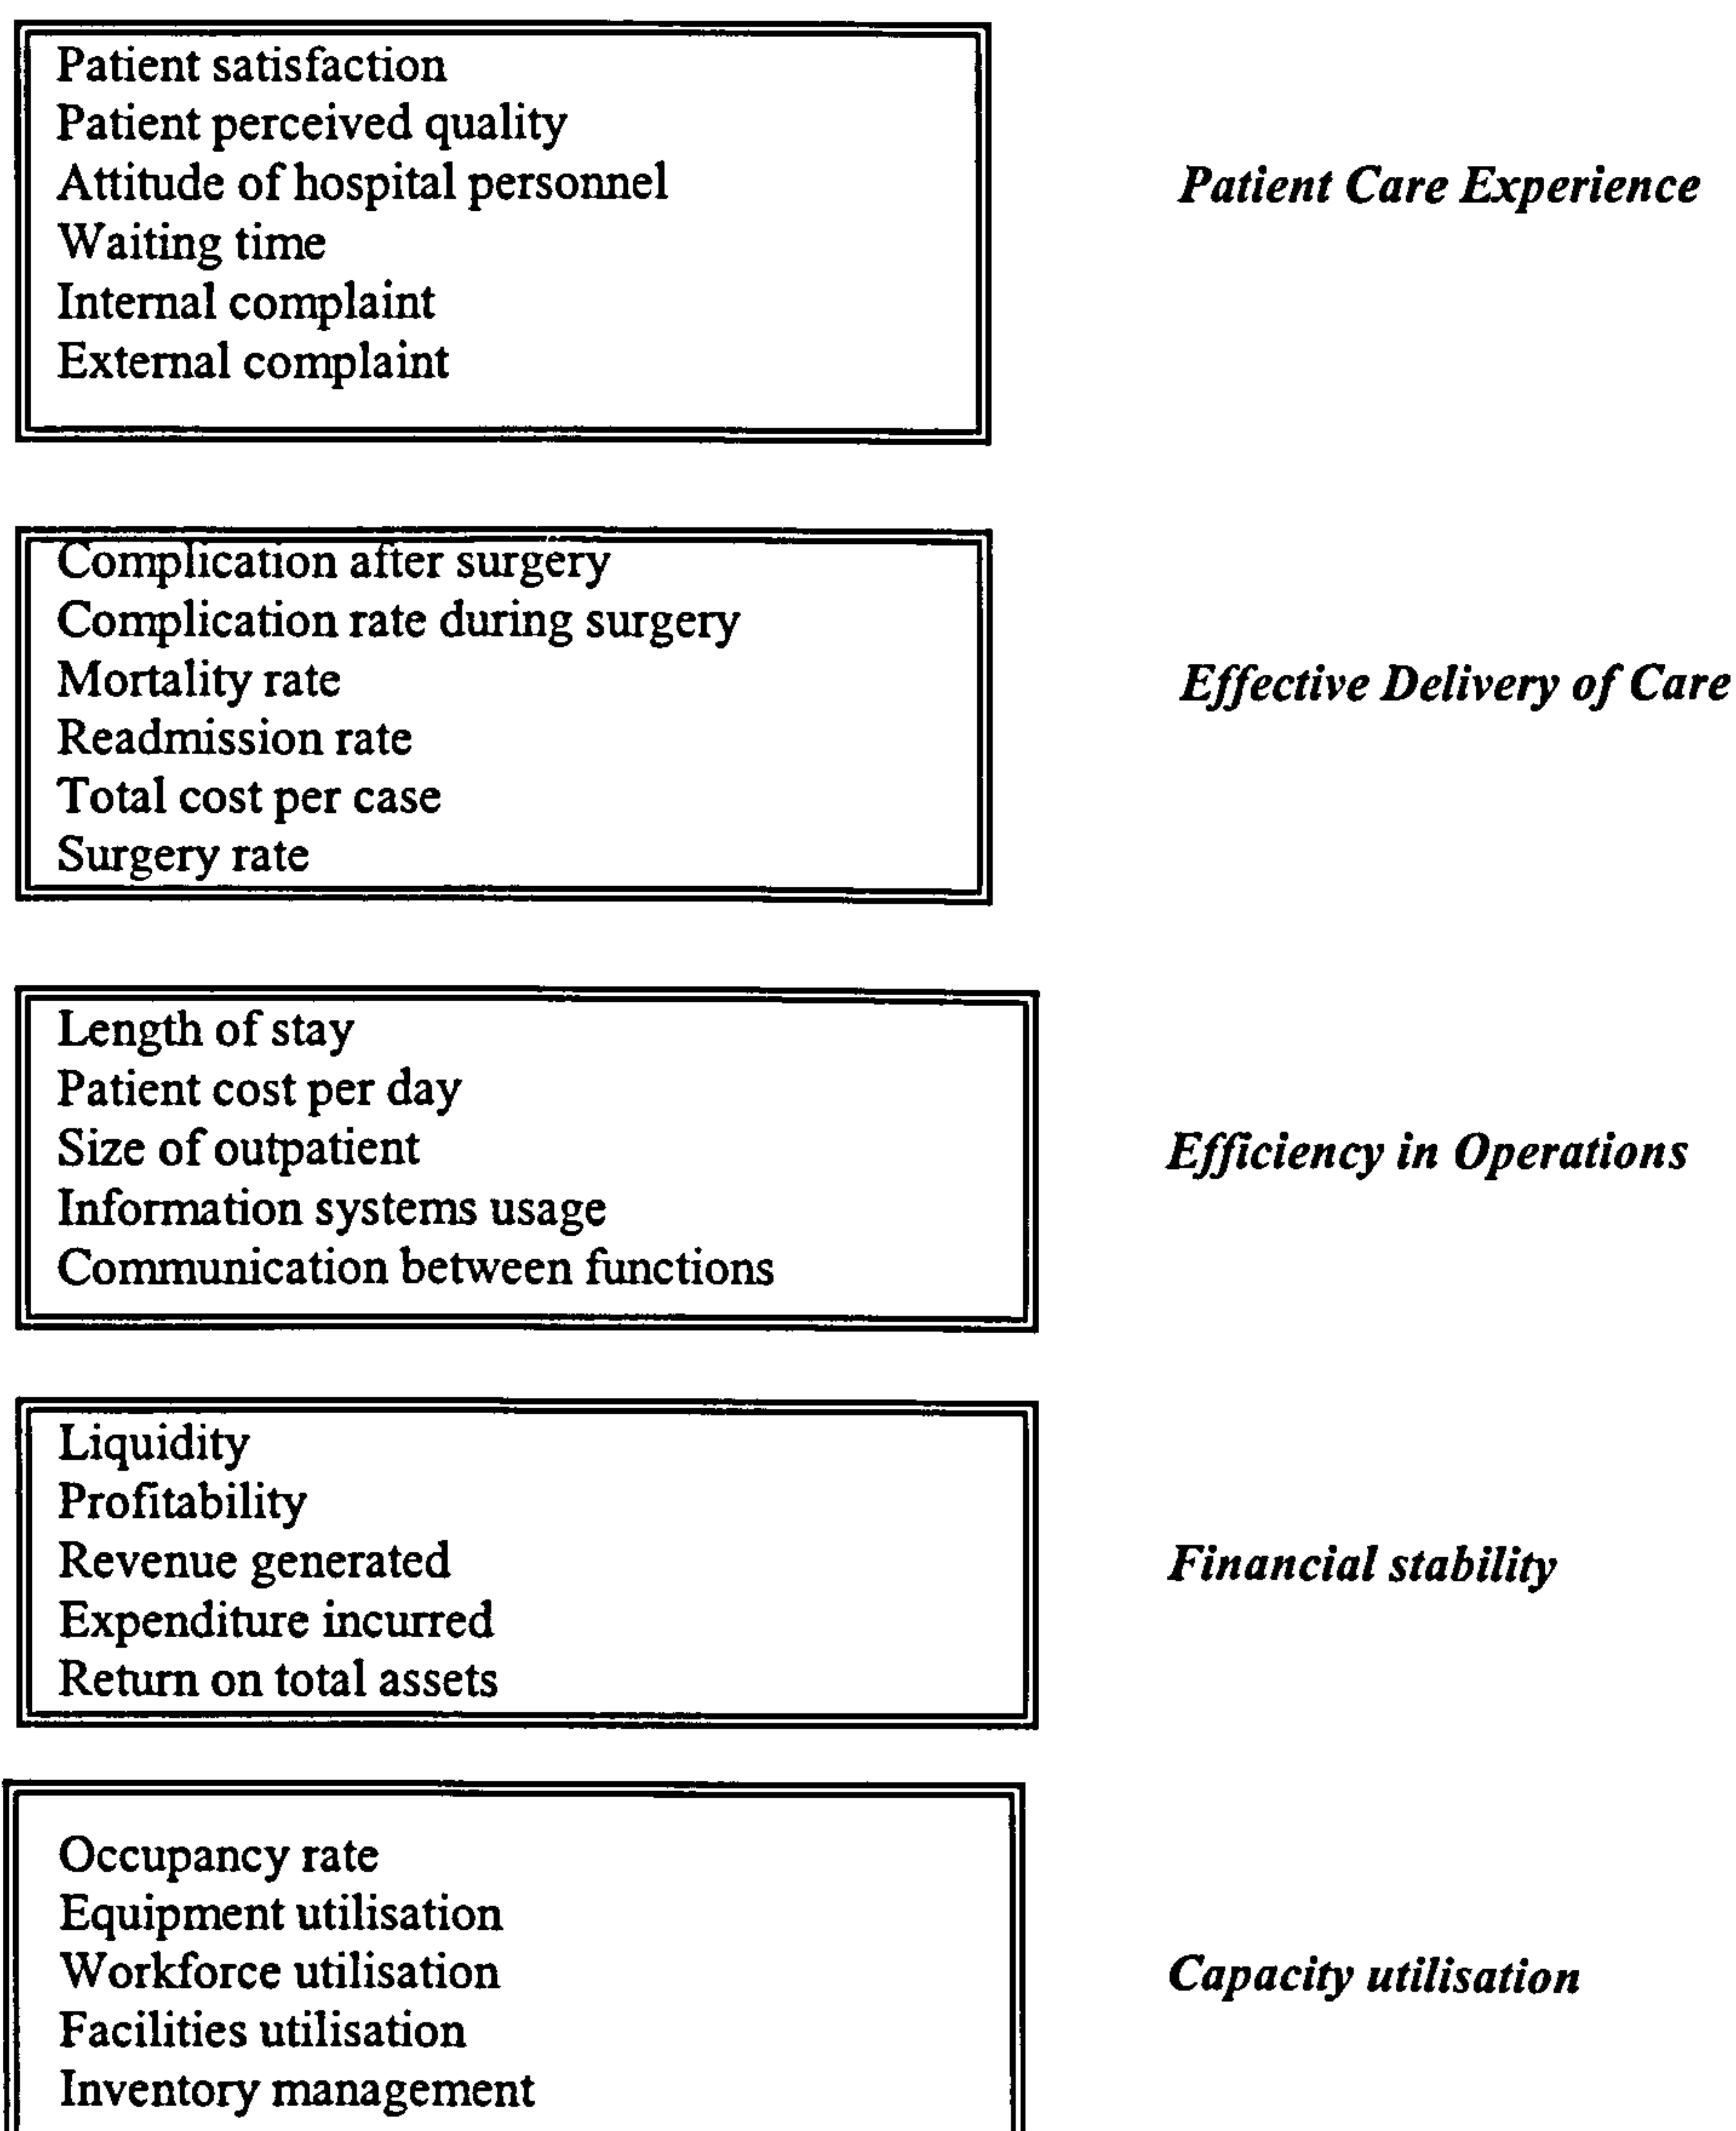 Patient satisfaction
Patient perceived quality
Attitude of hospital personnel
Waiting time
Internal complaint
External complaint
Patient Care Experience
Complication after surgery
Complication rate during surgery
Mortality rate
Readmission rate
Total cost per case
Surgery rate
Effective Delivery of Care
Length of stay
Patient cost per day
Size of outpatient
Information systems usage
Communication between functions
Efficiency in Operations
Liquidity
Profitability
Revenue generated
Expenditure incurred
Return on total assets
Financial stability
Occupancy rate
Equipment utilisation
Workforce utilisation
Facilities utilisation
Inventory management
Capacity utilisation